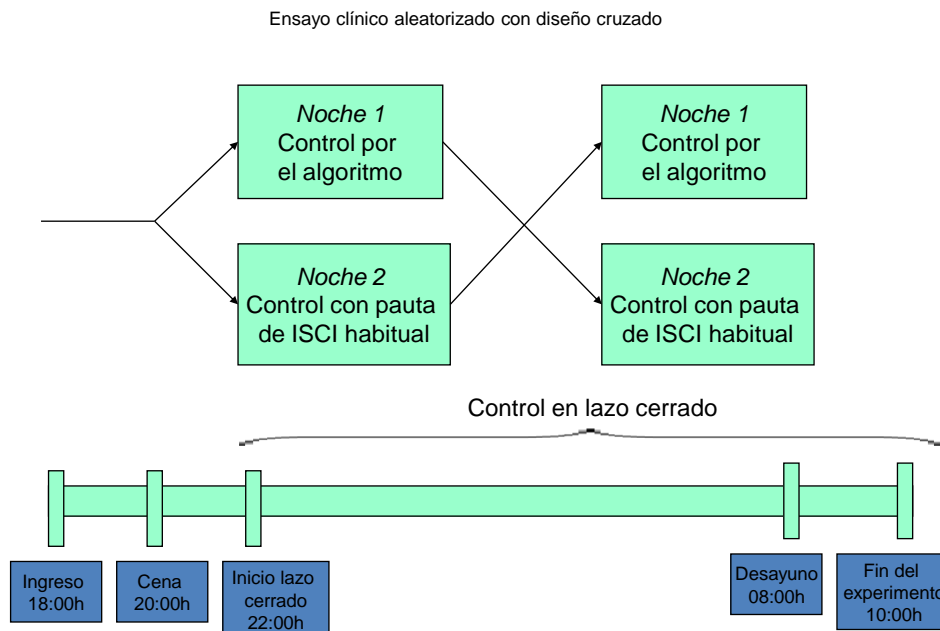 Ensayo clínico aleatorizado con diseño cruzado
Noche 1
Control por
el algoritmo
Noche 1
Control por
el algoritmo
Noche 2
Control con pauta
de ISCI habitual
Noche 2
Control con pauta
de ISCI habitual
Control en lazo cerrado
Ingreso
18:00h
Cena
20:00h
Inicio lazo
cerrado
22:00h
Desayuno
08:00h
Fin del
experimento
10:00h